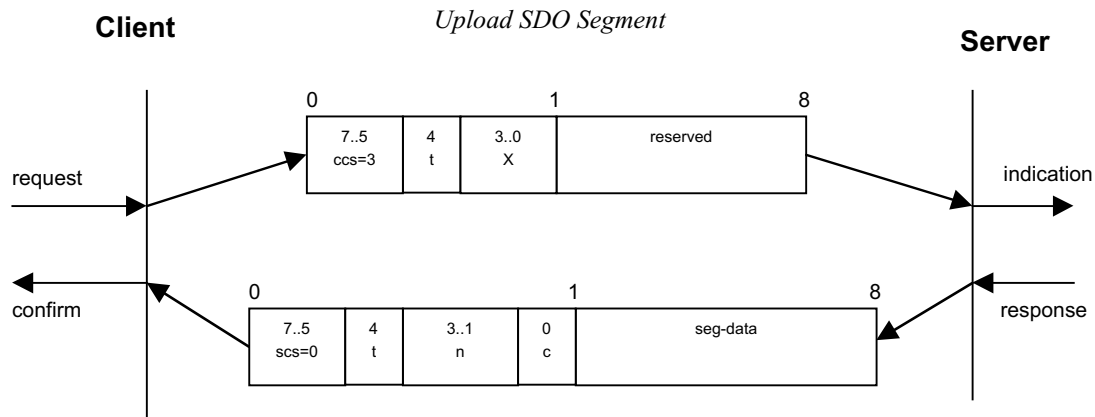 Upload SDO Segment
Client
Server
0 1 8
7..5 4 3..0 reserved
ccs=3 t X
request
indication
confirm
response
0 1 8
7..5 4 3..1 0 seg-data
scs=0 t n c